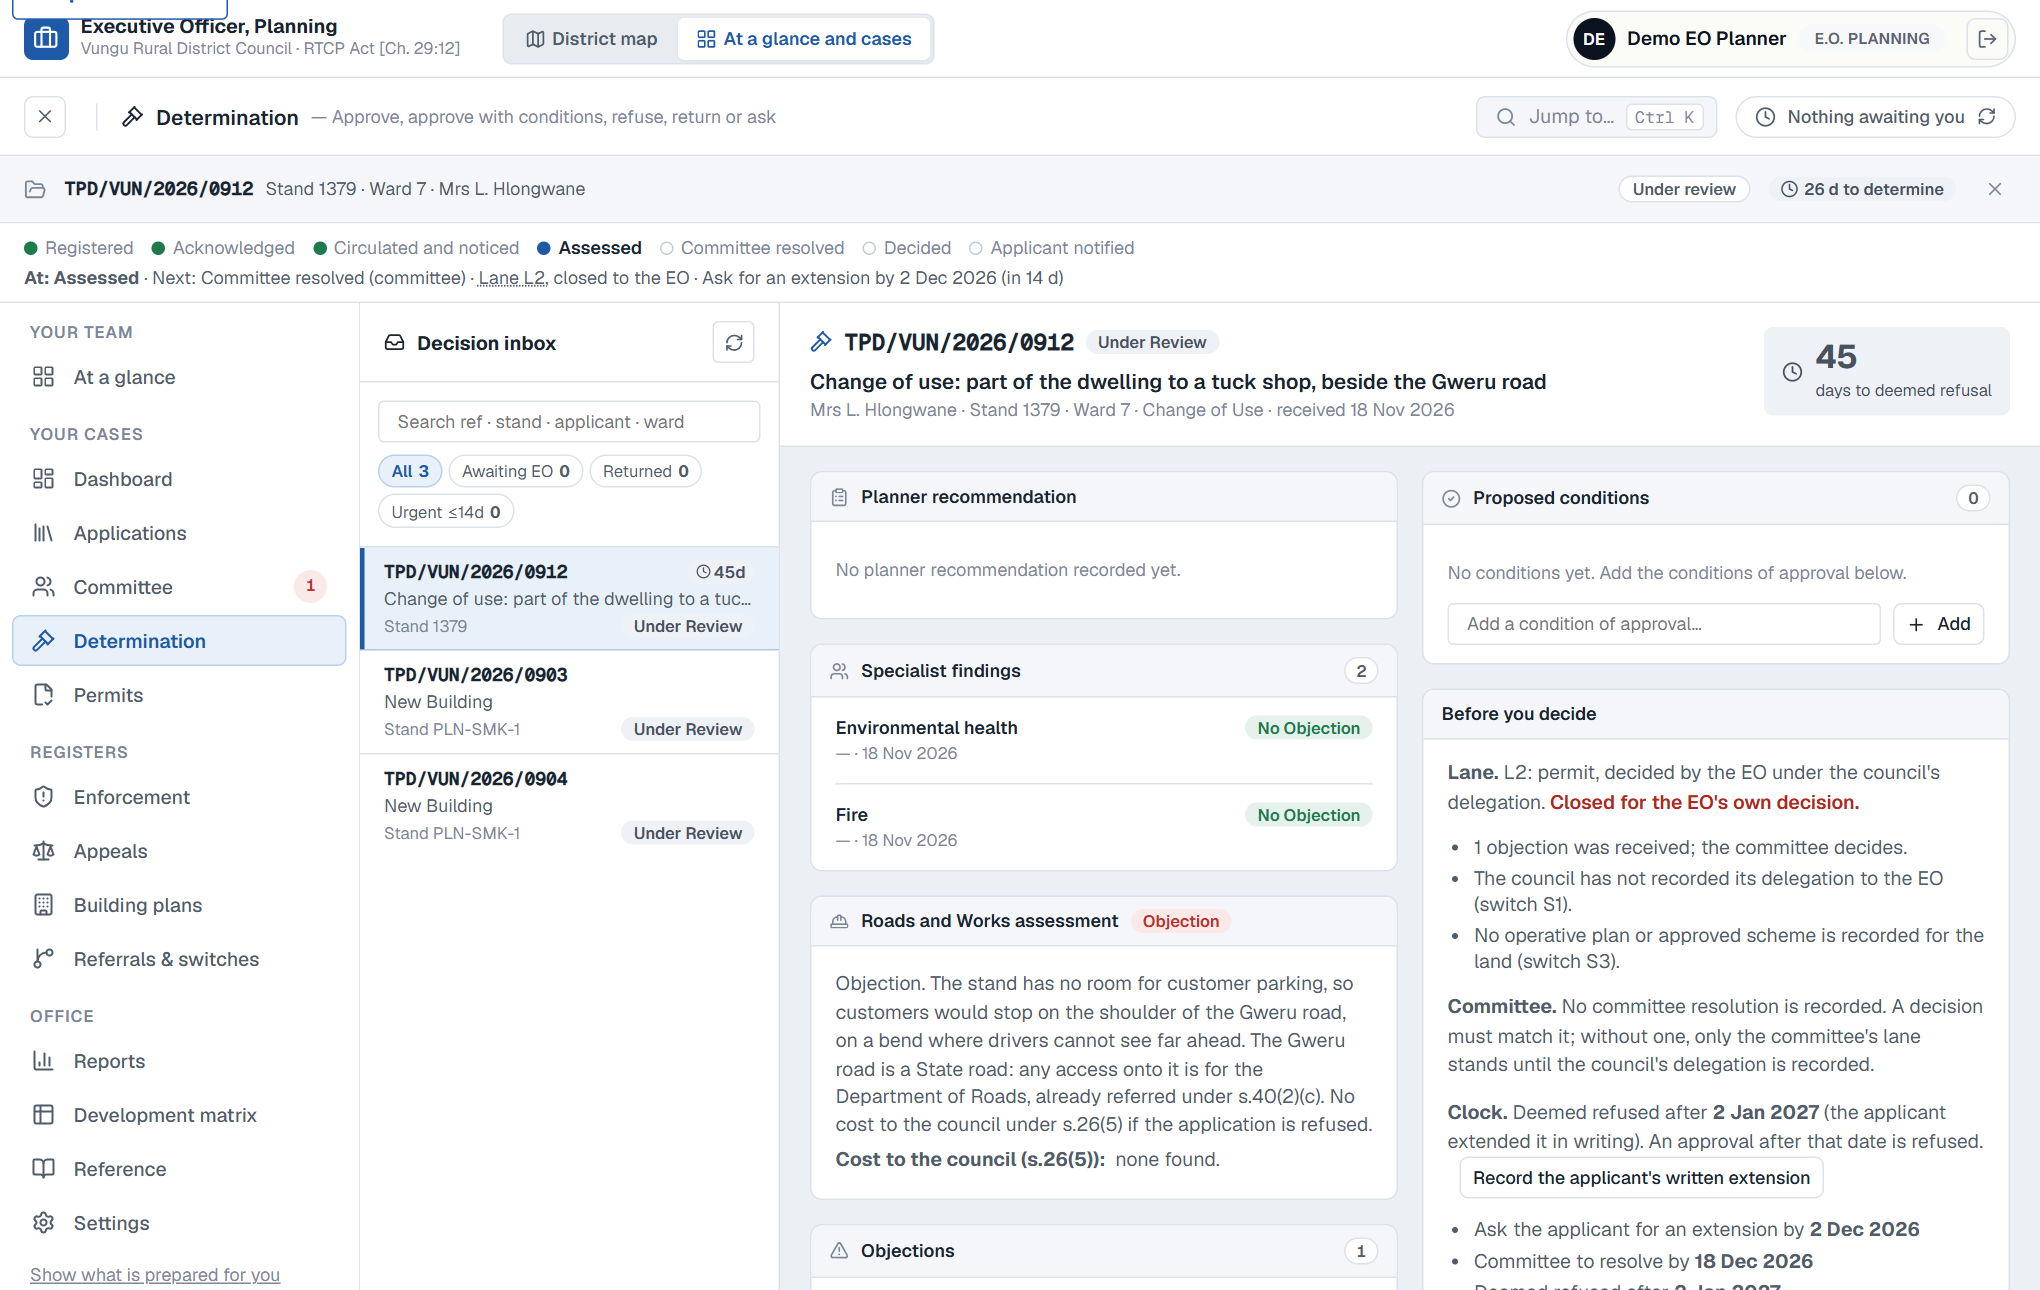 Executive Officer, Planning
Vungu Rural District Council · RTCP Act [Ch. 29:12]
District map
At a glance and cases
DE
Demo EO Planner
E.O. PLANNING
Determination
— Approve, approve with conditions, refuse, return or ask
Jump to...
Ctrl K
Nothing awaiting you
TPD/VUN/2026/0912
Stand 1379 · Ward 7 · Mrs L. Hlongwane
Under review
26 d to determine
Registered
Acknowledged
Circulated and noticed
Assessed
Committee resolved
Decided
Applicant notified
At: Assessed · Next: Committee resolved (committee) · Lane L2, closed to the EO · Ask for an extension by 2 Dec 2026 (in 14 d)
YOUR TEAM
At a glance
YOUR CASES
Dashboard
Applications
Committee
1
Determination
Permits
REGISTERS
Enforcement
Appeals
Building plans
Referrals & switches
OFFICE
Reports
Development matrix
Reference
Settings
Show what is prepared for you
Decision inbox
Search ref · stand · applicant · ward
All 3
Awaiting EO 0
Returned 0
Urgent ≤14d 0
TPD/VUN/2026/0912
45d
Change of use: part of the dwelling to a tuc...
Stand 1379
Under Review
TPD/VUN/2026/0903
New Building
Stand PLN-SMK-1
Under Review
TPD/VUN/2026/0904
New Building
Stand PLN-SMK-1
Under Review
TPD/VUN/2026/0912
Under Review
Change of use: part of the dwelling to a tuck shop, beside the Gweru road
Mrs L. Hlongwane · Stand 1379 · Ward 7 · Change of Use · received 18 Nov 2026
45
days to deemed refusal
Planner recommendation
No planner recommendation recorded yet.
Specialist findings
2
Environmental health
No Objection
— · 18 Nov 2026
Fire
No Objection
— · 18 Nov 2026
Roads and Works assessment
Objection
Objection. The stand has no room for customer parking, so
customers would stop on the shoulder of the Gweru road,
on a bend where drivers cannot see far ahead. The Gweru
road is a State road: any access onto it is for the
Department of Roads, already referred under s.40(2)(c). No
cost to the council under s.26(5) if the application is refused.
Cost to the council (s.26(5)): none found.
Objections
1
Proposed conditions
0
No conditions yet. Add the conditions of approval below.
Add a condition of approval...
Add
Before you decide
Lane. L2: permit, decided by the EO under the council's
delegation. Closed for the EO's own decision.
• 1 objection was received; the committee decides.
• The council has not recorded its delegation to the EO
(switch S1).
• No operative plan or approved scheme is recorded for the
land (switch S3).
Committee. No committee resolution is recorded. A decision
must match it; without one, only the committee's lane
stands until the council's delegation is recorded.
Clock. Deemed refused after 2 Jan 2027 (the applicant
extended it in writing). An approval after that date is refused.
Record the applicant's written extension
• Ask the applicant for an extension by 2 Dec 2026
• Committee to resolve by 18 Dec 2026
• Deemed refused after 2 Jan 2027